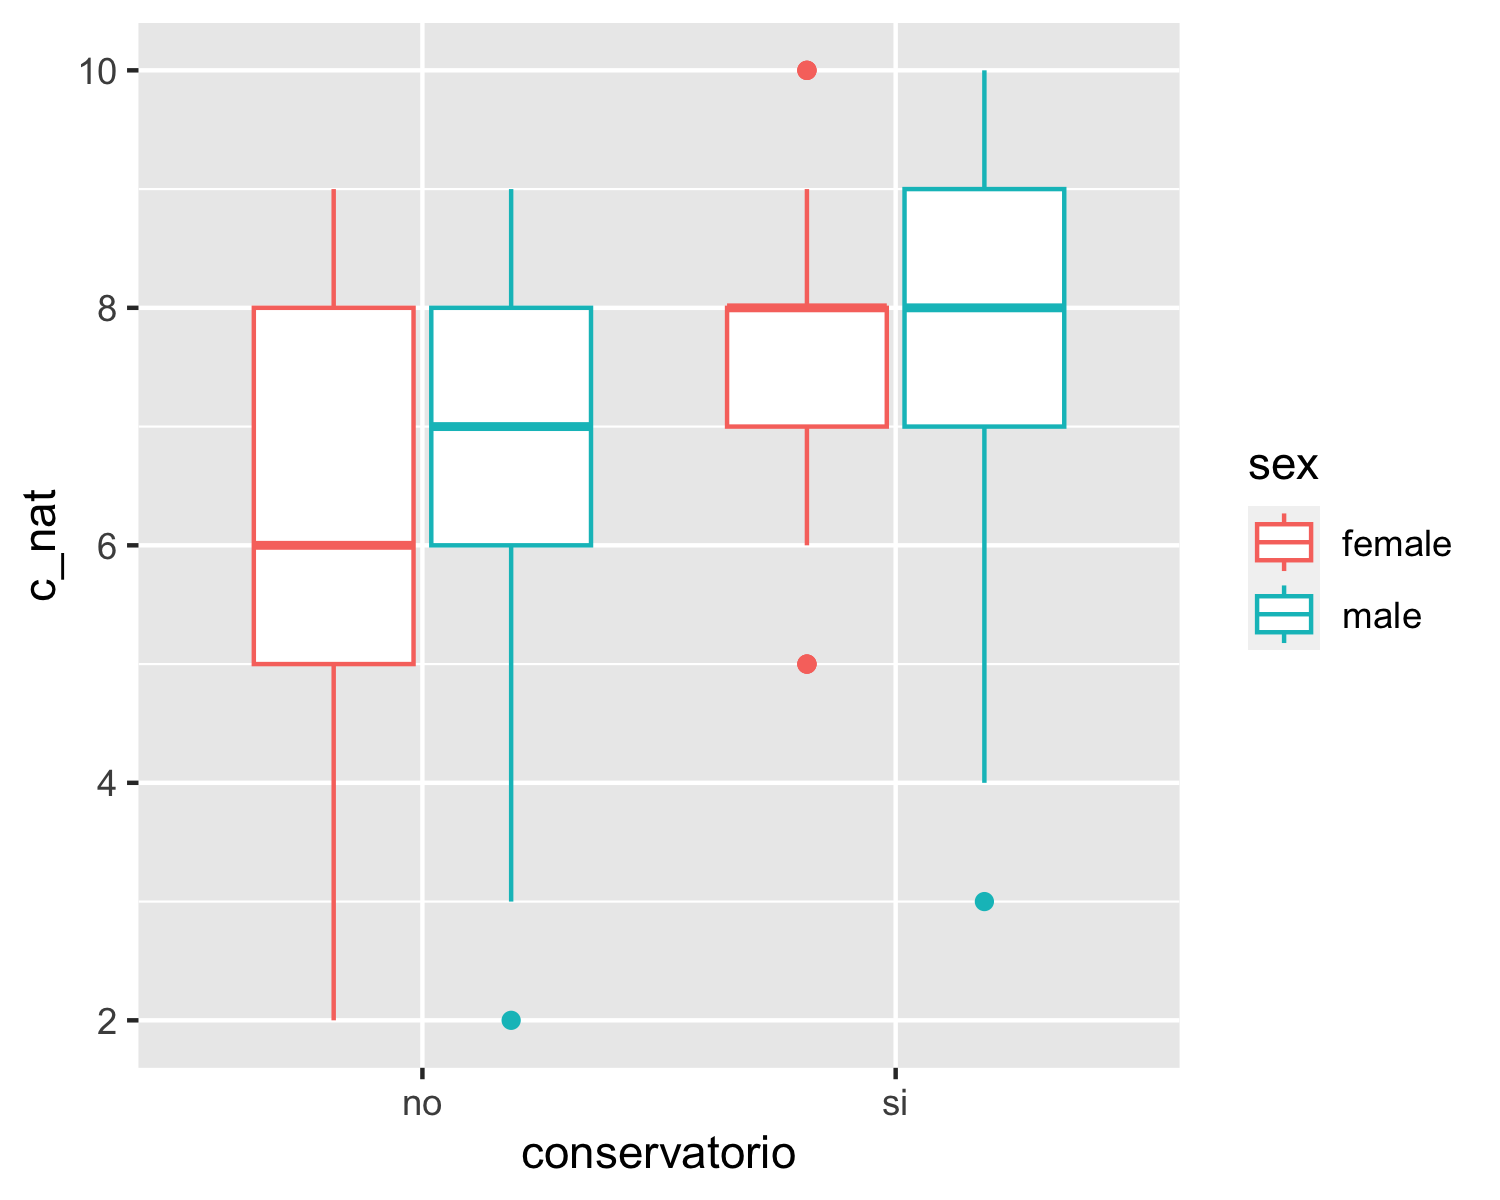 10
8
6
4
2
c_nat
no
si
conservatorio
sex
female
male